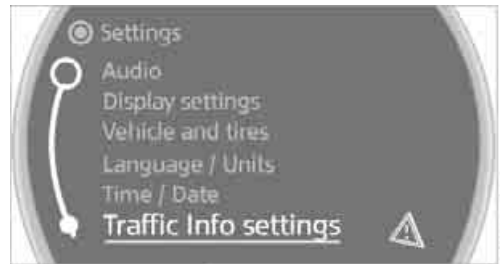 Settings
Audio
Display settings
Vehicle and tires
Language / Units
Time / Date
Traffic Info settings